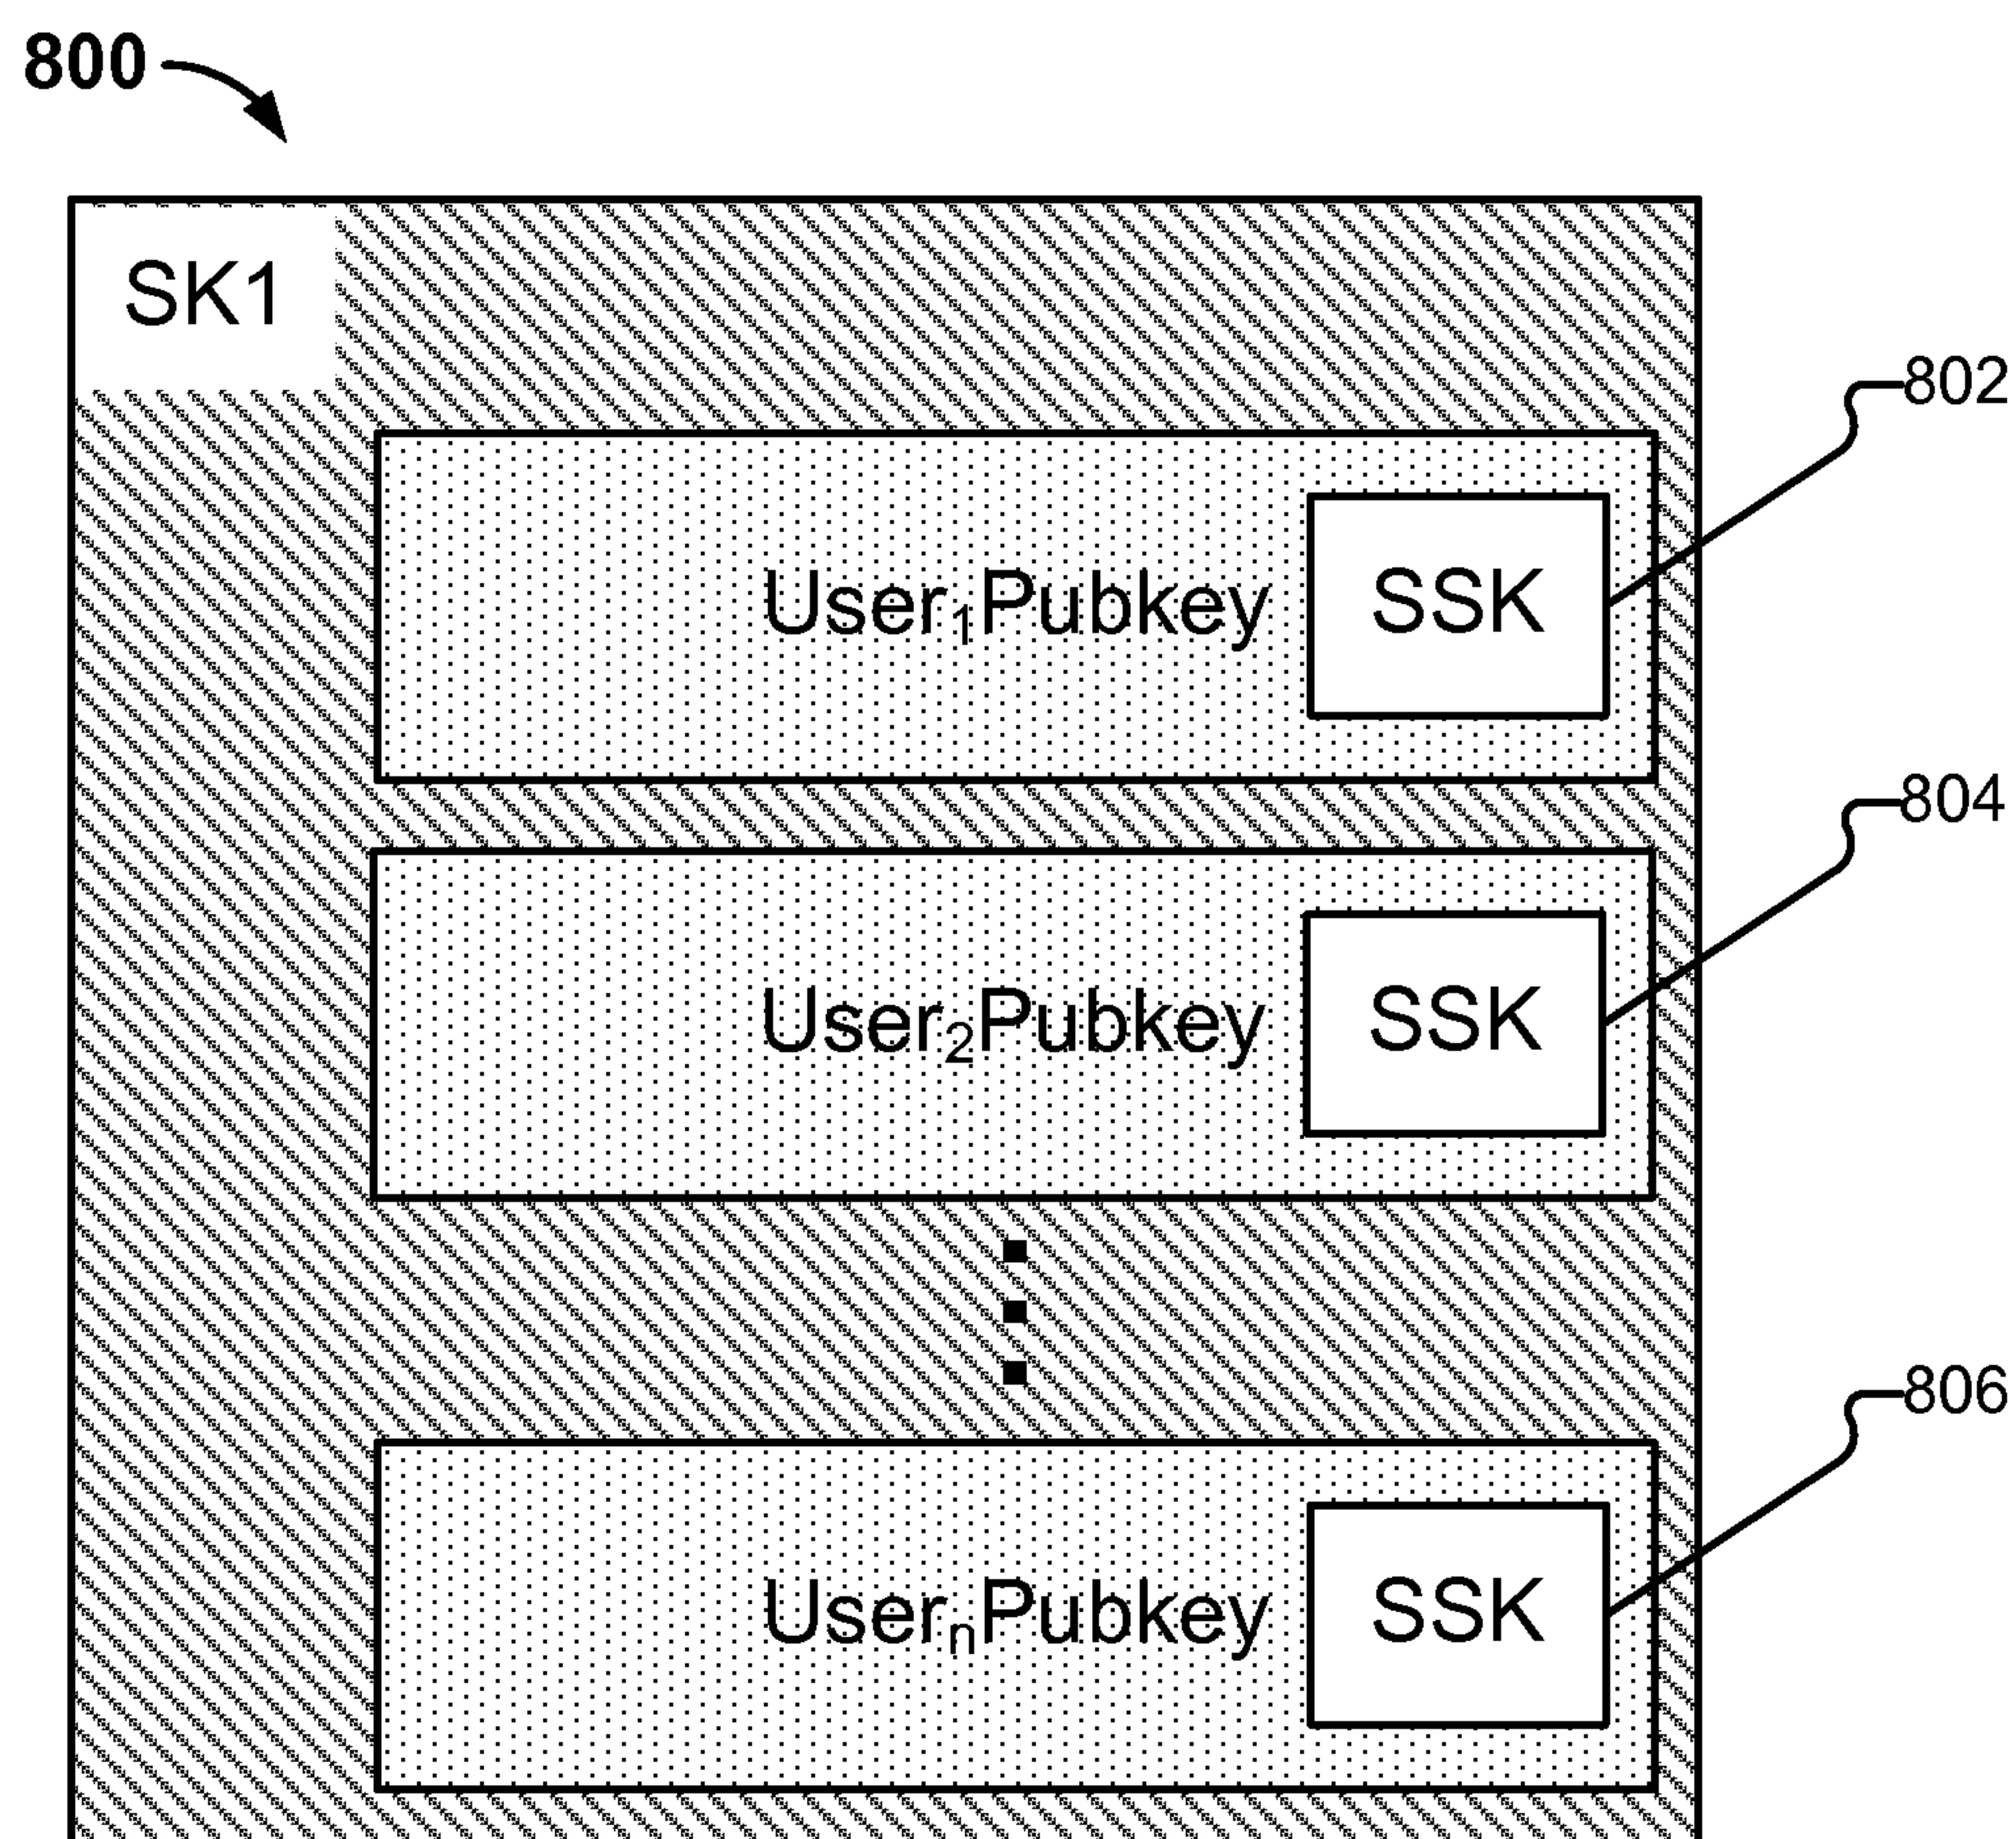 800
SK1
802
User₁Pubkey SSK
804
User₂Pubkey SSK
806
UserₙPubkey SSK